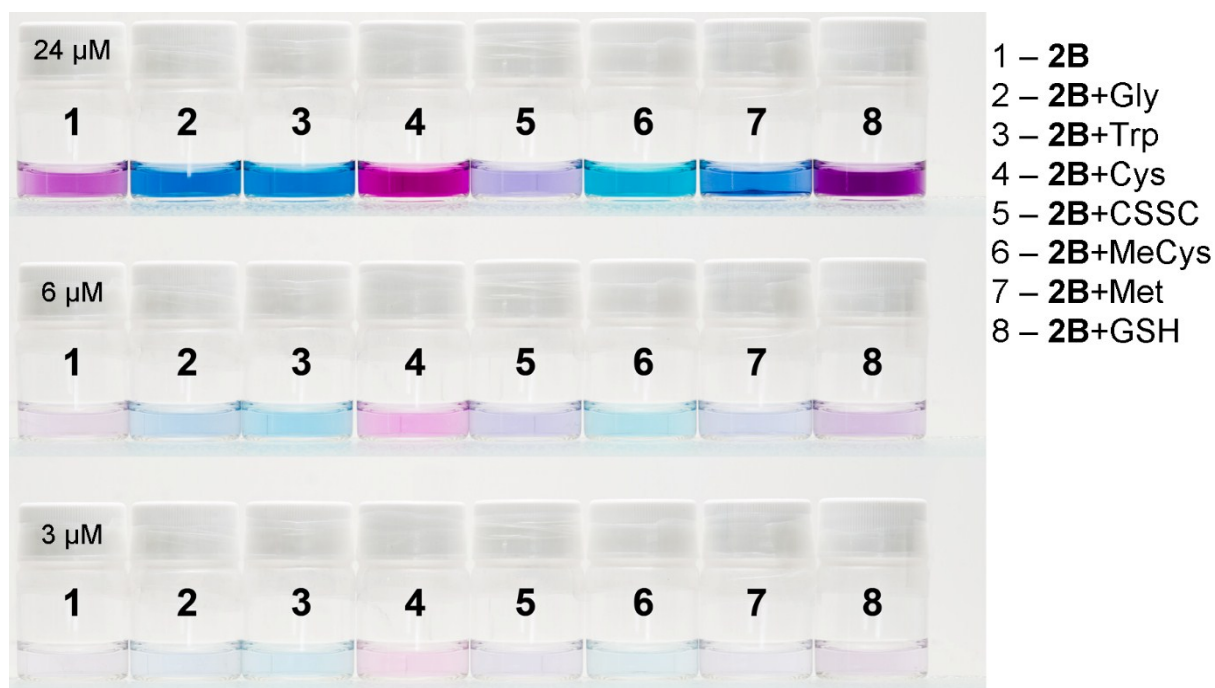 24 µM
1 2 3 4 5 6 7 8
6 µM
1 2 3 4 5 6 7 8
3 µM
1 2 3 4 5 6 7 8
1 – 2B
2 – 2B+Gly
3 – 2B+Trp
4 – 2B+Cys
5 – 2B+CSSC
6 – 2B+MeCys
7 – 2B+Met
8 – 2B+GSH